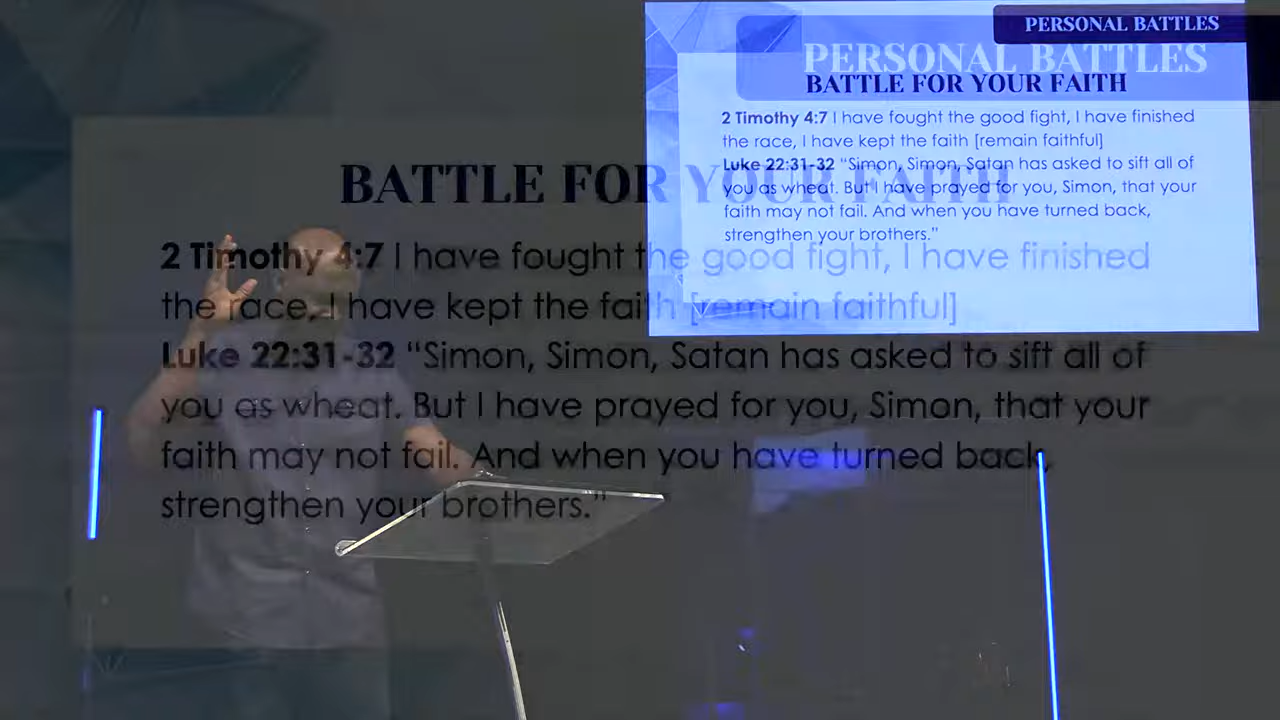 PERSONAL BATTLES
BATTLE FOR YOUR FAITH
2 Timothy 4:7 I have fought the good fight, I have finished
the race, I have kept the faith [remain faithful]
Luke 22:31-32 “Simon, Simon, Satan has asked to sift all of
you as wheat. But I have prayed for you, Simon, that your
faith may not fail. And when you have turned back,
strengthen your brothers.”
PERSONAL BATTLES
BATTLE FOR YOUR FAITH
2 Timothy 4:7 I have fought the good fight, I have finished
the race, I have kept the faith [remain faithful]
Luke 22:31-32 “Simon, Simon, Satan has asked to sift all of
you as wheat. But I have prayed for you, Simon, that your
faith may not fail. And when you have turned back,
strengthen your brothers.”